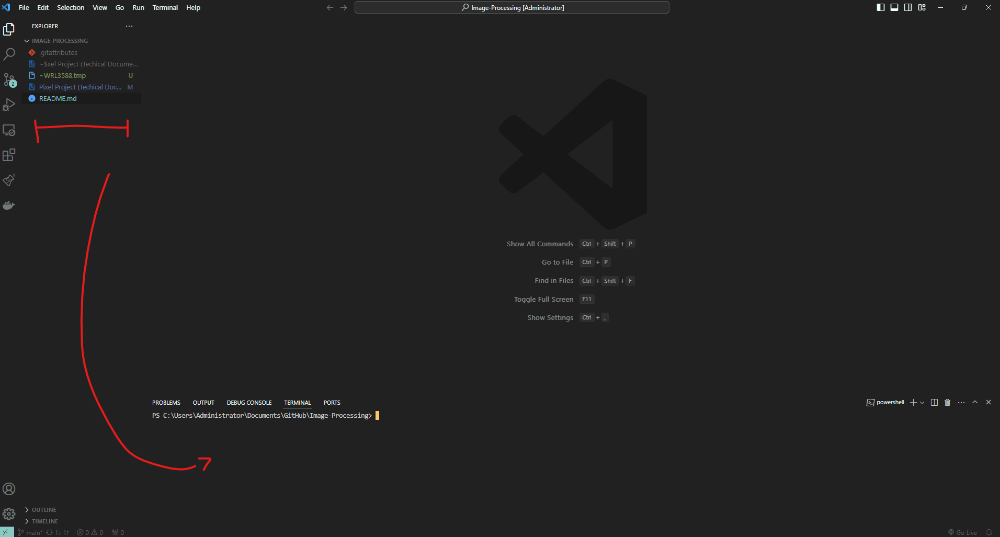 File Edit Selection View Go Run Terminal Help
Image-Processing [Administrator]
EXPLORER
IMAGE-PROCESSING
.gitattributes
~$xel Project (Techical Docume...
~WRL3588.tmp U
Pixel Project (Techical Doc... M
README.md
2
Show All Commands Ctrl + Shift + P
Go to File Ctrl + P
Find in Files Ctrl + Shift + F
Toggle Full Screen F11
Show Settings Ctrl + ,
PROBLEMS OUTPUT DEBUG CONSOLE TERMINAL PORTS
powershell
PS C:\Users\Administrator\Documents\GitHub\Image-Processing>
OUTLINE
TIMELINE
main* 1↓ 1↑ 0 0 0
Go Live